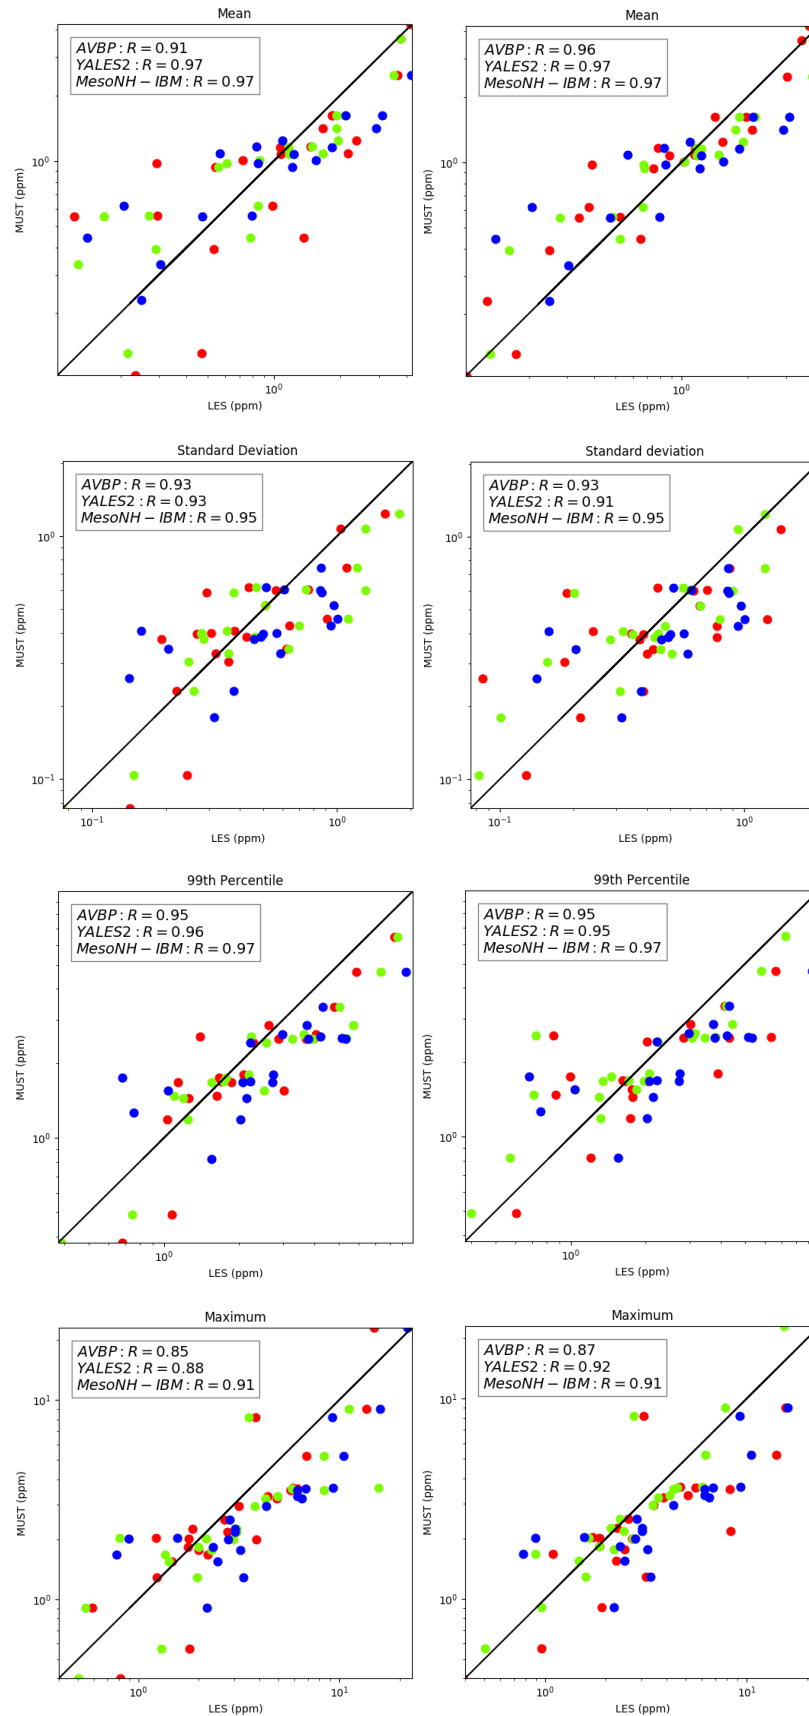 Mean
AVBP : R = 0.91
YALES2 : R = 0.97
MesoNH − IBM : R = 0.97
10⁰
MUST (ppm)
10⁰
LES (ppm)
Mean
AVBP : R = 0.96
YALES2 : R = 0.97
MesoNH − IBM : R = 0.97
10⁰
MUST (ppm)
10⁰
LES (ppm)
Standard Deviation
AVBP : R = 0.93
YALES2 : R = 0.93
MesoNH − IBM : R = 0.95
10⁰
MUST (ppm)
10⁻¹
10⁻¹
10⁰
LES (ppm)
Standard deviation
AVBP : R = 0.93
YALES2 : R = 0.91
MesoNH − IBM : R = 0.95
10⁰
MUST (ppm)
10⁻¹
10⁻¹
10⁰
LES (ppm)
99th Percentile
AVBP : R = 0.95
YALES2 : R = 0.96
MesoNH − IBM : R = 0.97
MUST (ppm)
10⁰
10⁰
LES (ppm)
99th Percentile
AVBP : R = 0.95
YALES2 : R = 0.95
MesoNH − IBM : R = 0.97
MUST (ppm)
10⁰
10⁰
LES (ppm)
Maximum
AVBP : R = 0.85
YALES2 : R = 0.88
MesoNH − IBM : R = 0.91
10¹
MUST (ppm)
10⁰
10⁰
10¹
LES (ppm)
Maximum
AVBP : R = 0.87
YALES2 : R = 0.92
MesoNH − IBM : R = 0.91
10¹
MUST (ppm)
10⁰
10⁰
10¹
LES (ppm)